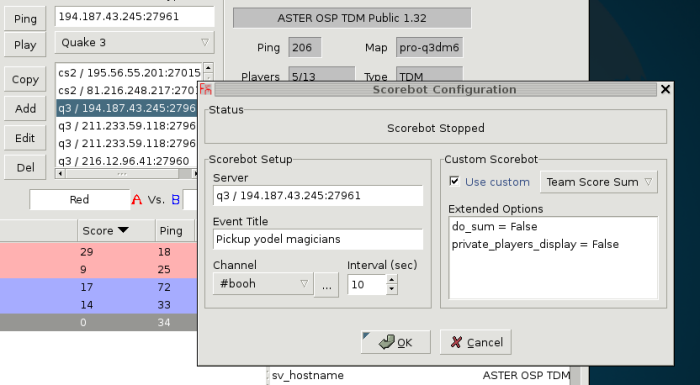 Ping
194.187.43.245:27961
Play
Quake 3
ASTER OSP TDM Public 1.32
Ping
206
Map
pro-q3dm6
Players
5/13
Type
TDM
Copy
Add
Edit
Del
cs2 / 195.56.55.201:27015
cs2 / 81.216.248.217:2701
q3 / 194.187.43.245:2796
q3 / 211.233.59.118:2796
q3 / 211.233.59.118:2796
q3 / 216.12.96.41:27960
Red
A
Vs.
B
Score
Ping
29 18
9 25
17 72
14 33
0 34
Scorebot Configuration
Status
Scorebot Stopped
Scorebot Setup
Server
q3 / 194.187.43.245:27961
Event Title
Pickup yodel magicians
Channel
#booh
...
Interval (sec)
10
Custom Scorebot
Use custom
Team Score Sum
Extended Options
do_sum = False
private_players_display = False
OK
Cancel
sv_hostname
ASTER OSP TDM